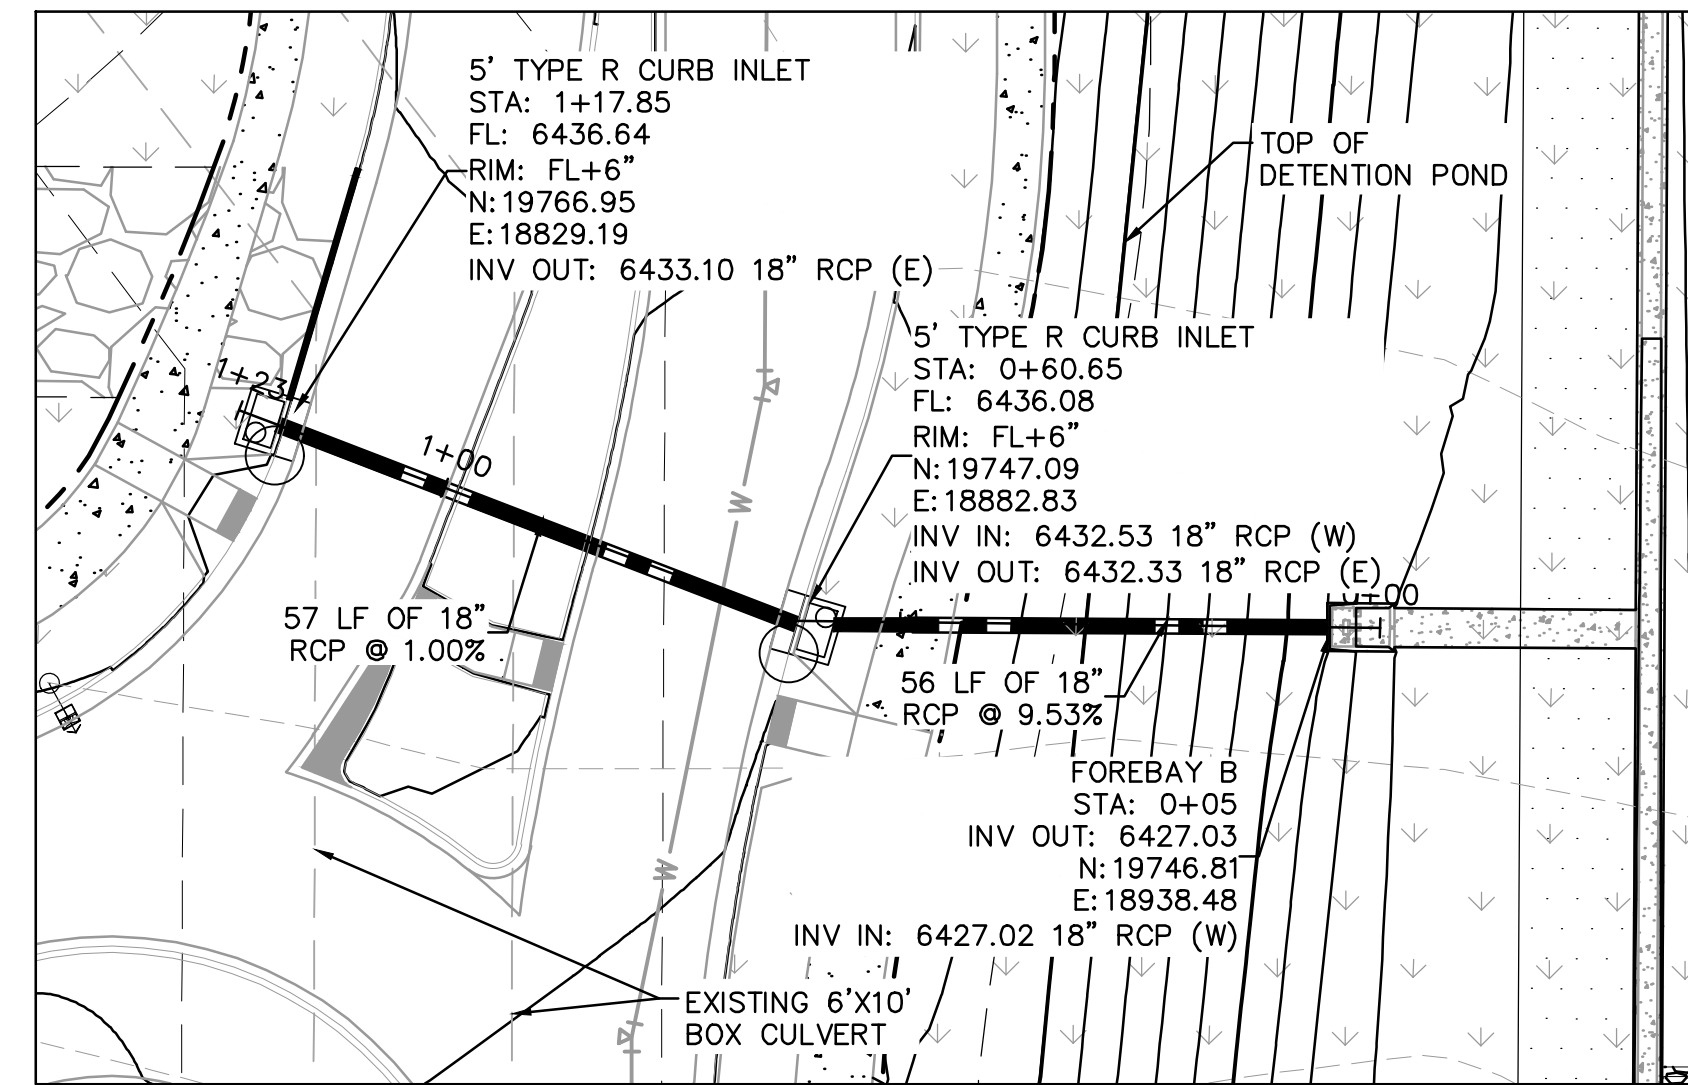 5' TYPE R CURB INLET
STA: 1+17.85
FL: 6436.64
RIM: FL+6"
N:19766.95
E:18829.19
INV OUT: 6433.10 18" RCP (E)
TOP OF
DETENTION POND
5' TYPE R CURB INLET
STA: 0+60.65
FL: 6436.08
RIM: FL+6"
N:19747.09
E:18882.83
INV IN: 6432.53 18" RCP (W)
INV OUT: 6432.33 18" RCP (E)
1+23
1+00
0+00
W
57 LF OF 18"
RCP @ 1.00%
56 LF OF 18"
RCP @ 9.53%
FOREBAY B
STA: 0+05
INV OUT: 6427.03
N:19746.81
E:18938.48
INV IN: 6427.02 18" RCP (W)
W
EXISTING 6'X10'
BOX CULVERT